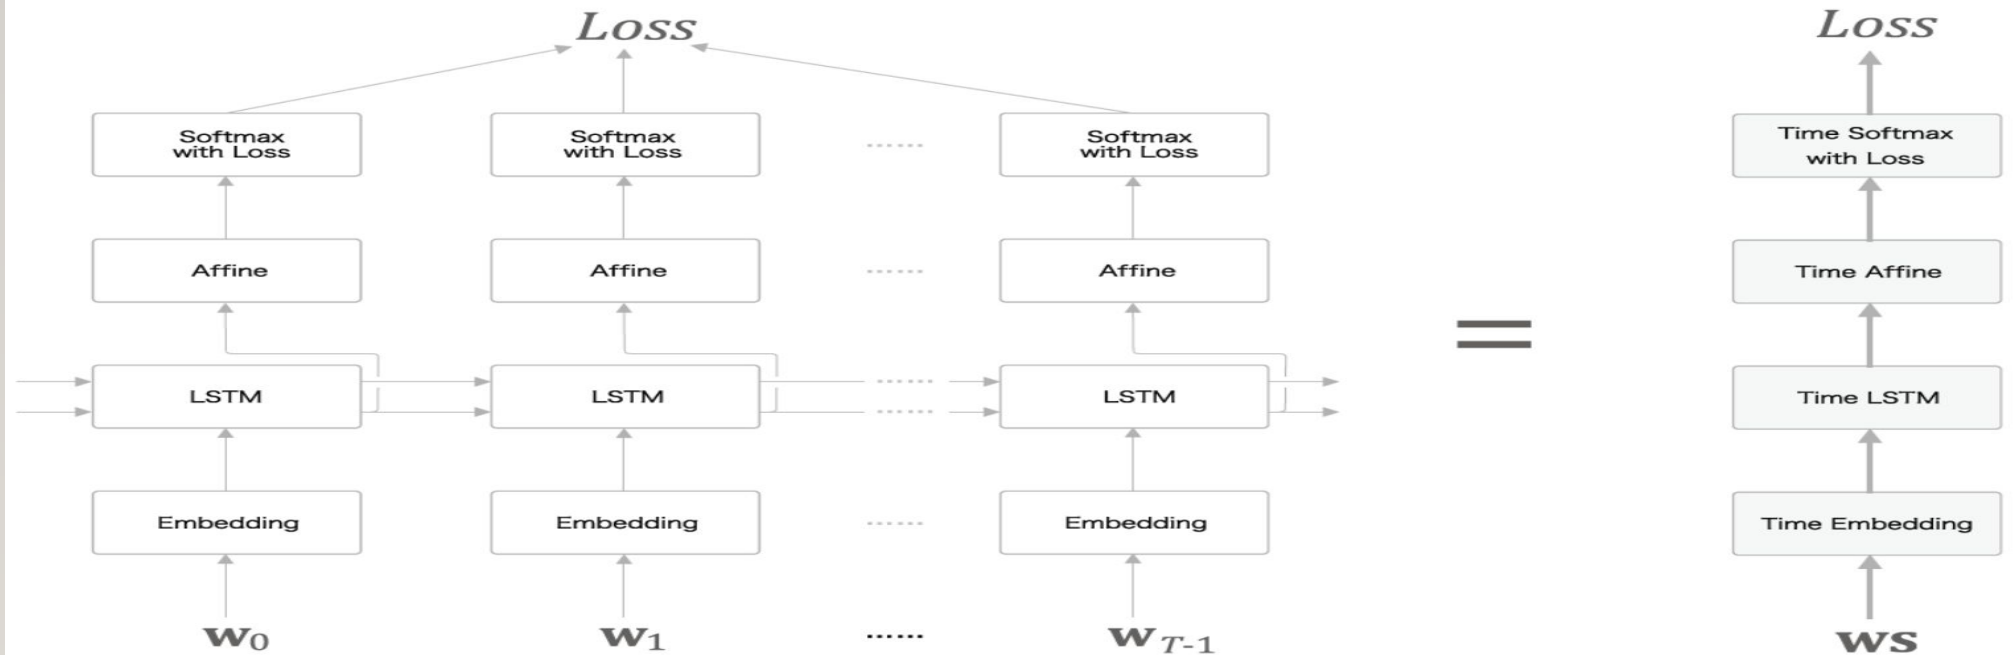 Loss
Softmax
with Loss
Softmax
with Loss
......
Softmax
with Loss
Affine
Affine
......
Affine
LSTM
LSTM
......
......
LSTM
Embedding
Embedding
......
Embedding
w0
w1
......
wT-1
=
Loss
Time Softmax
with Loss
Time Affine
Time LSTM
Time Embedding
ws